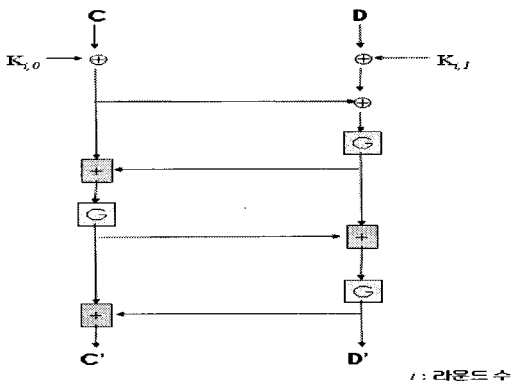 C D
K_{i,0} ⊕ ⊕ K_{i,1}
⊕
G
+
G
+
G
+
C' D'
i : 라운드 수